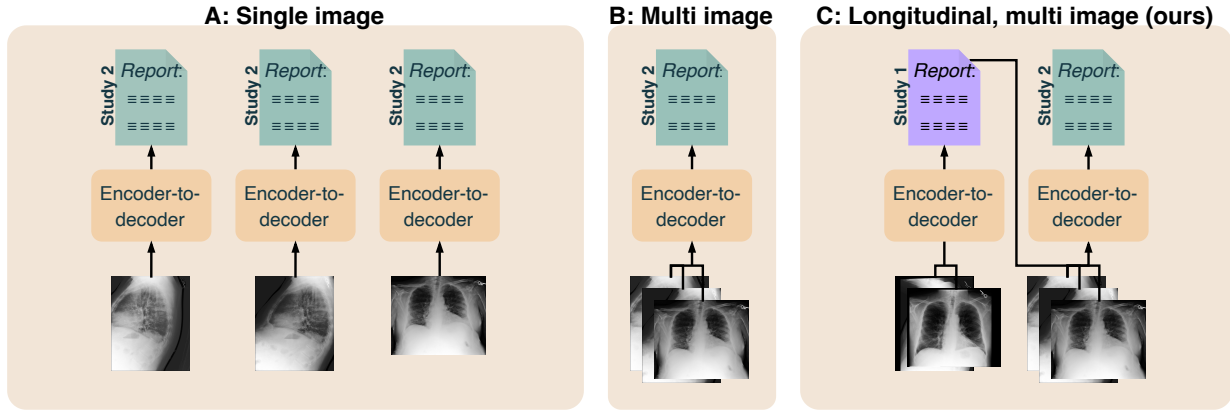 A: Single image
Study 2
Report:
Encoder-to-
decoder
Study 2
Report:
Encoder-to-
decoder
Study 2
Report:
Encoder-to-
decoder
B: Multi image
Study 2
Report:
Encoder-to-
decoder
C: Longitudinal, multi image (ours)
Study 1
Report:
Encoder-to-
decoder
Study 2
Report:
Encoder-to-
decoder